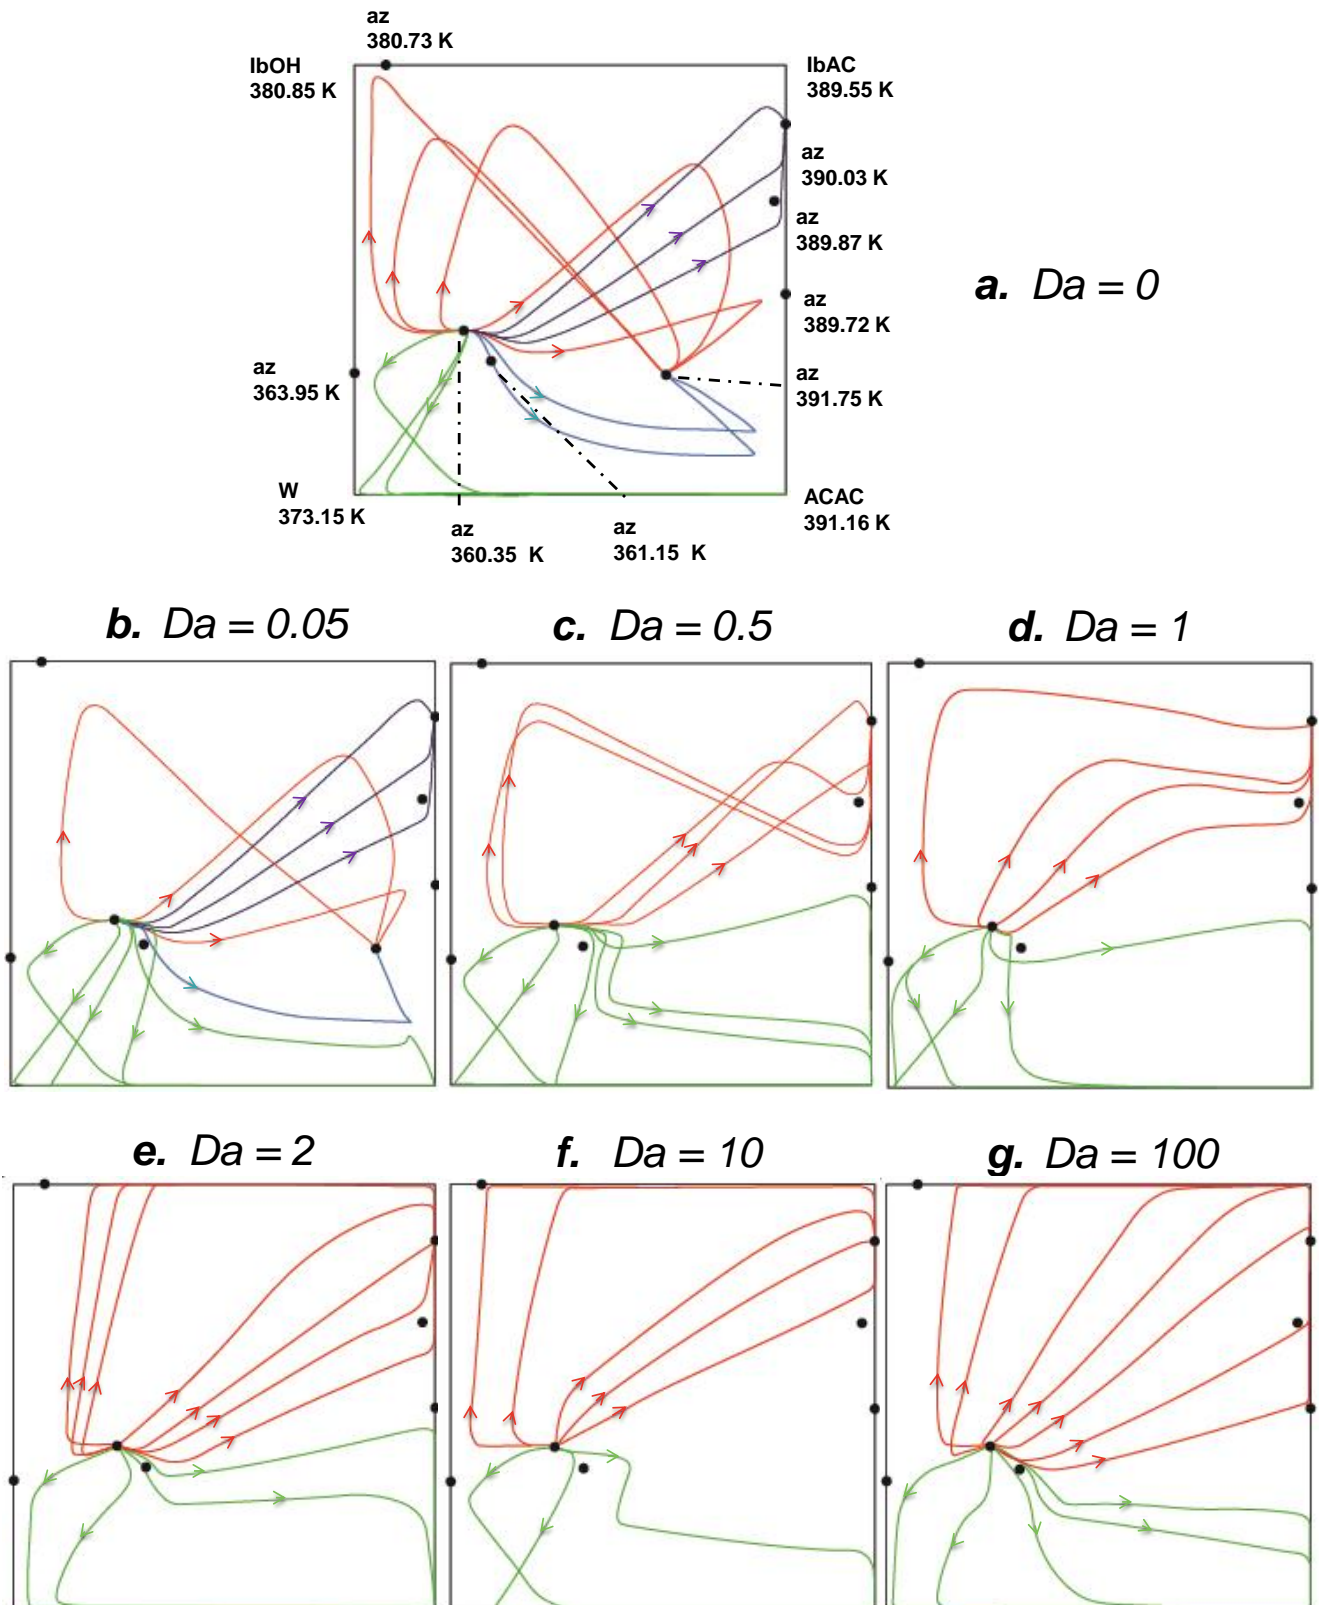 az
380.73 K
IbOH
380.85 K
IbAC
389.55 K
az
390.03 K
az
389.87 K
a. Da = 0
az
389.72 K
az
363.95 K
az
391.75 K
W
373.15 K
ACAC
391.16 K
az
360.35 K
az
361.15 K
b. Da = 0.05
c. Da = 0.5
d. Da = 1
e. Da = 2
f. Da = 10
g. Da = 100